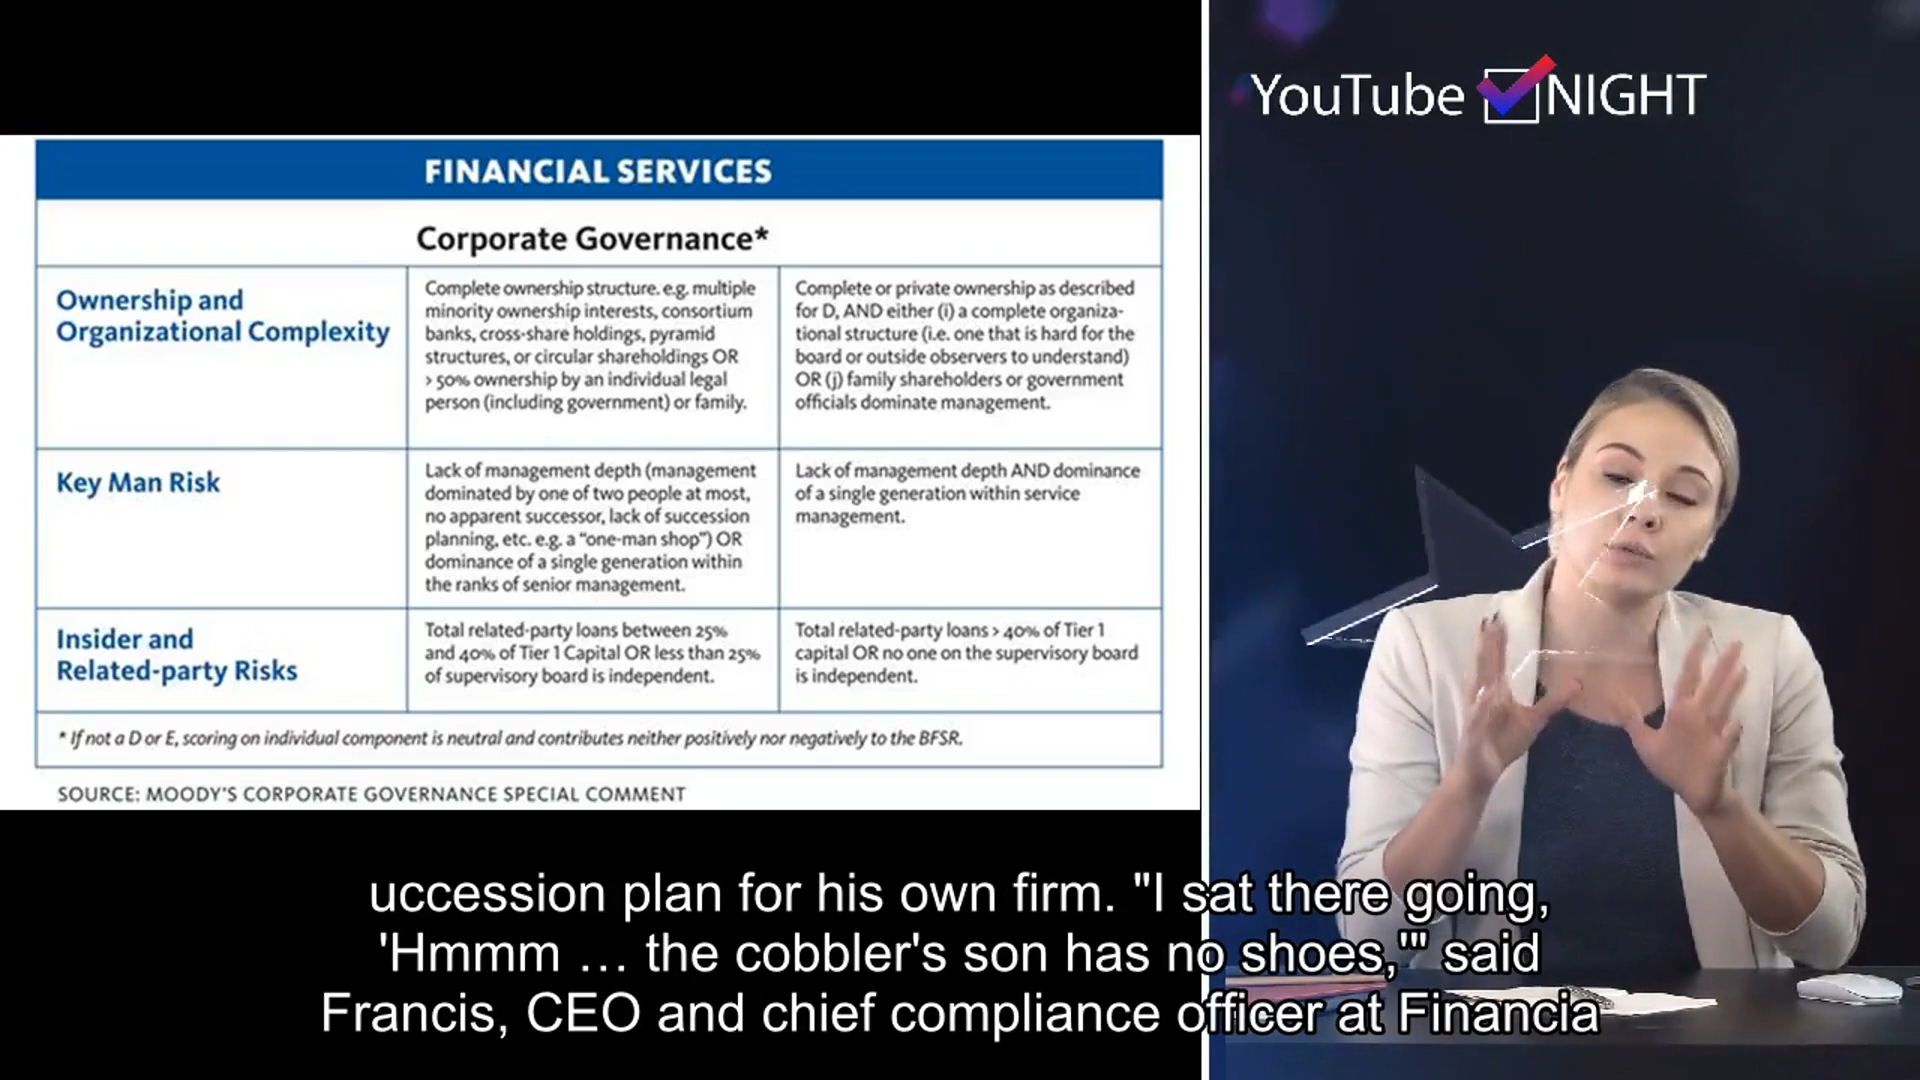 YouTube NIGHT
FINANCIAL SERVICES
Corporate Governance*
Ownership and
Organizational Complexity
Complete ownership structure. e.g. multiple
minority ownership interests, consortium
banks, cross-share holdings, pyramid
structures, or circular shareholdings OR
> 50% ownership by an individual legal
person (including government) or family.
Complete or private ownership as described
for D, AND either (i) a complete organiza-
tional structure (i.e. one that is hard for the
board or outside observers to understand)
OR (j) family shareholders or government
officials dominate management.
Key Man Risk
Lack of management depth (management
dominated by one of two people at most,
no apparent successor, lack of succession
planning, etc. e.g. a “one-man shop”) OR
dominance of a single generation within
the ranks of senior management.
Lack of management depth AND dominance
of a single generation within service
management.
Insider and
Related-party Risks
Total related-party loans between 25%
and 40% of Tier 1 Capital OR less than 25%
of supervisory board is independent.
Total related-party loans > 40% of Tier 1
capital OR no one on the supervisory board
is independent.
* If not a D or E, scoring on individual component is neutral and contributes neither positively nor negatively to the BFSR.
SOURCE: MOODY'S CORPORATE GOVERNANCE SPECIAL COMMENT
uccession plan for his own firm. "I sat there going,
'Hmmm … the cobbler's son has no shoes,'" said
Francis, CEO and chief compliance officer at Financia